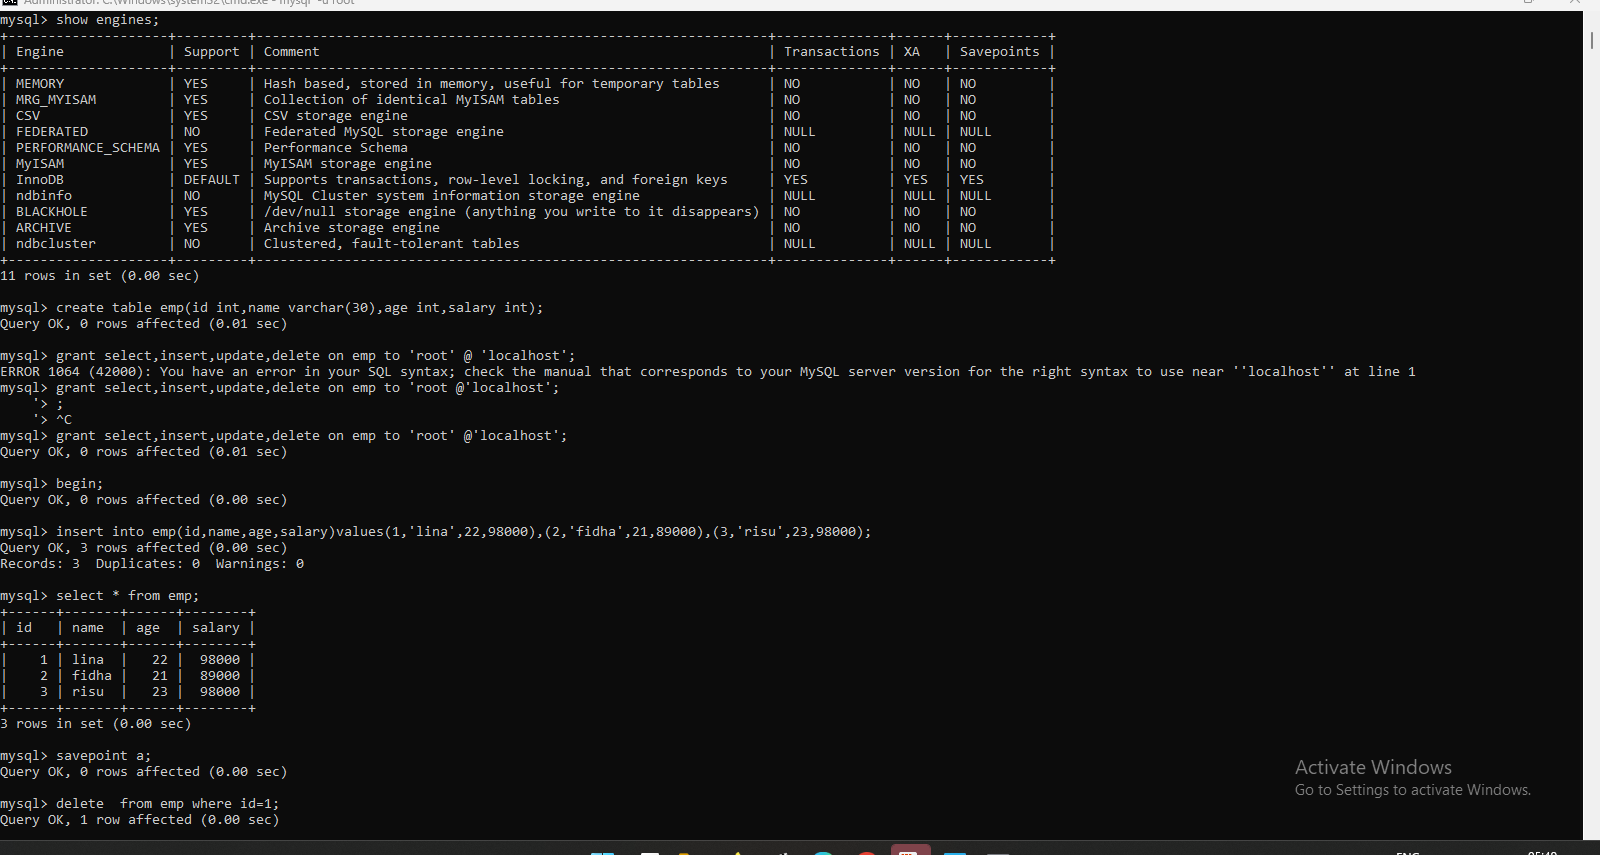 Administrator: C:\Windows\system32\cmd.exe - mysql -u root
mysql> show engines;
+--------------------+---------+----------------------------------------------------------------+--------------+------+------------+
| Engine             | Support | Comment                                                        | Transactions | XA   | Savepoints |
+--------------------+---------+----------------------------------------------------------------+--------------+------+------------+
| MEMORY             | YES     | Hash based, stored in memory, useful for temporary tables      | NO           | NO   | NO         |
| MRG_MYISAM         | YES     | Collection of identical MyISAM tables                          | NO           | NO   | NO         |
| CSV                | YES     | CSV storage engine                                             | NO           | NO   | NO         |
| FEDERATED          | NO      | Federated MySQL storage engine                                 | NULL         | NULL | NULL       |
| PERFORMANCE_SCHEMA | YES     | Performance Schema                                             | NO           | NO   | NO         |
| MyISAM             | YES     | MyISAM storage engine                                          | NO           | NO   | NO         |
| InnoDB             | DEFAULT | Supports transactions, row-level locking, and foreign keys     | YES          | YES  | YES        |
| ndbinfo            | NO      | MySQL Cluster system information storage engine                | NULL         | NULL | NULL       |
| BLACKHOLE          | YES     | /dev/null storage engine (anything you write to it disappears) | NO           | NO   | NO         |
| ARCHIVE            | YES     | Archive storage engine                                         | NO           | NO   | NO         |
| ndbcluster         | NO      | Clustered, fault-tolerant tables                               | NULL         | NULL | NULL       |
+--------------------+---------+----------------------------------------------------------------+--------------+------+------------+
11 rows in set (0.00 sec)
mysql> create table emp(id int,name varchar(30),age int,salary int);
Query OK, 0 rows affected (0.01 sec)
mysql> grant select,insert,update,delete on emp to 'root' @ 'localhost';
ERROR 1064 (42000): You have an error in your SQL syntax; check the manual that corresponds to your MySQL server version for the right syntax to use near ''localhost'' at line 1
mysql> grant select,insert,update,delete on emp to 'root @'localhost';
    '> ;
    '> ^C
mysql> grant select,insert,update,delete on emp to 'root' @'localhost';
Query OK, 0 rows affected (0.01 sec)
mysql> begin;
Query OK, 0 rows affected (0.00 sec)
mysql> insert into emp(id,name,age,salary)values(1,'lina',22,98000),(2,'fidha',21,89000),(3,'risu',23,98000);
Query OK, 3 rows affected (0.00 sec)
Records: 3  Duplicates: 0  Warnings: 0
mysql> select * from emp;
+------+-------+------+--------+
| id   | name  | age  | salary |
+------+-------+------+--------+
|    1 | lina  |   22 |  98000 |
|    2 | fidha |   21 |  89000 |
|    3 | risu  |   23 |  98000 |
+------+-------+------+--------+
3 rows in set (0.00 sec)
mysql> savepoint a;
Query OK, 0 rows affected (0.00 sec)
mysql> delete  from emp where id=1;
Query OK, 1 row affected (0.00 sec)
Activate Windows
Go to Settings to activate Windows.